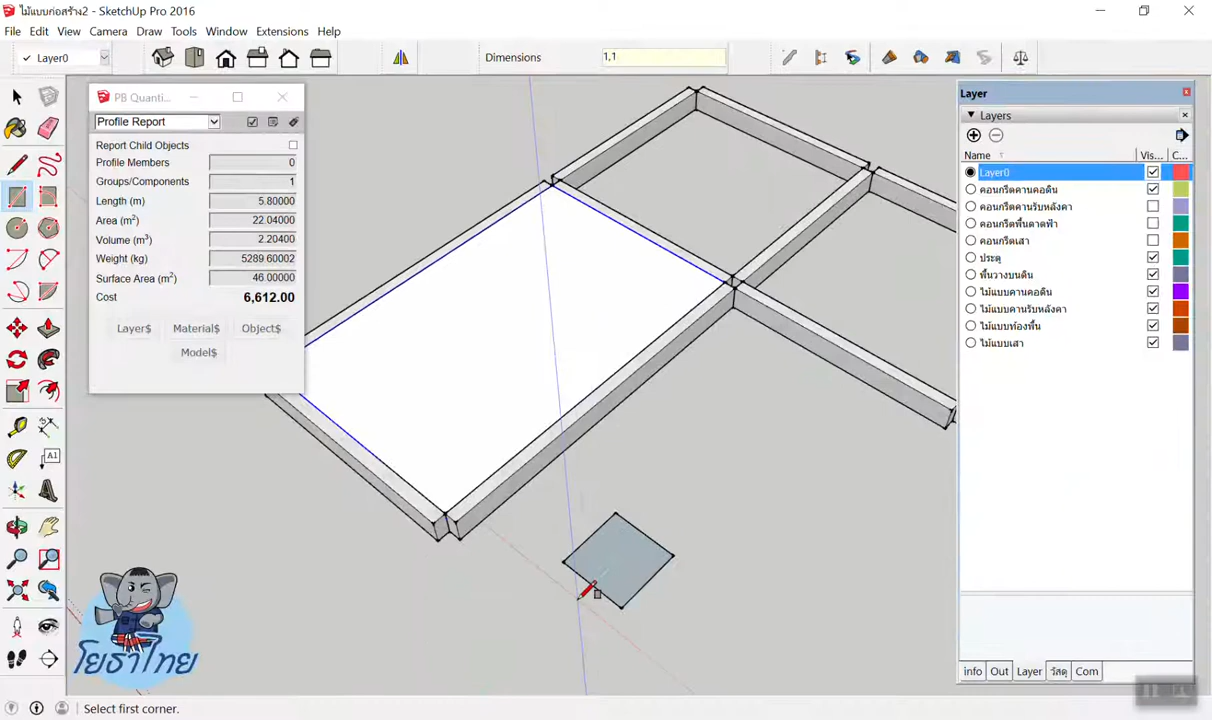 ไม้แบบก่อสร้าง2 - SketchUp Pro 2016
File Edit View Camera Draw Tools Window Extensions Help
Layer0
Dimensions 1,1
PB Quanti...
Profile Report
Report Child Objects
Profile Members 0
Groups/Components 1
Length (m) 5.80000
Area (m²) 22.04000
Volume (m³) 2.20400
Weight (kg) 5289.60002
Surface Area (m²) 46.00000
Cost 6,612.00
Layer$ Material$ Object$
Model$
Layer
Layers
Name Vis... C...
Layer0
คอนกรีตคานคอดิน
คอนกรีตคานรับหลังคา
คอนกรีตพื้นดาดฟ้า
คอนกรีตเสา
ประตู
พื้นวางบนดิน
ไม้แบบคานคอดิน
ไม้แบบคานรับหลังคา
ไม้แบบท้องพื้น
ไม้แบบเสา
A1
โยธาไทย
info Out Layer วัสดุ Com
Select first corner.